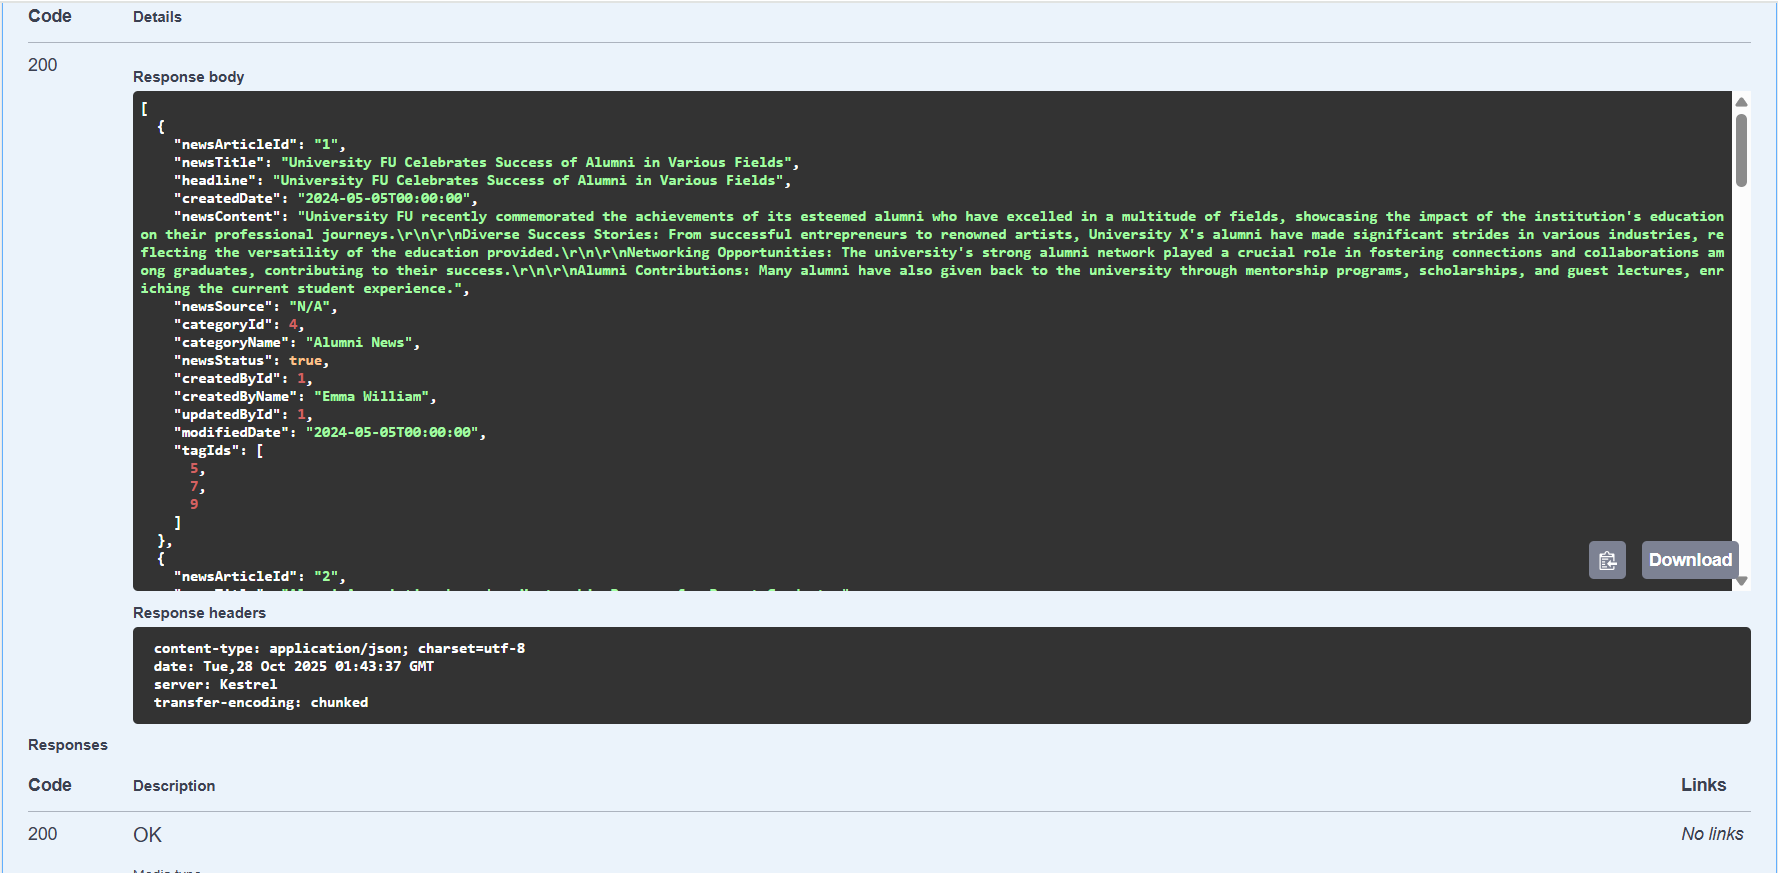 Code Details
200
Response body
[
  {
    "newsArticleId": "1",
    "newsTitle": "University FU Celebrates Success of Alumni in Various Fields",
    "headline": "University FU Celebrates Success of Alumni in Various Fields",
    "createdDate": "2024-05-05T00:00:00",
    "newsContent": "University FU recently commemorated the achievements of its esteemed alumni who have excelled in a multitude of fields, showcasing the impact of the institution's education
on their professional journeys.\r\n\r\nDiverse Success Stories: From successful entrepreneurs to renowned artists, University X's alumni have made significant strides in various industries, re
flecting the versatility of the education provided.\r\n\r\nNetworking Opportunities: The university's strong alumni network played a crucial role in fostering connections and collaborations am
ong graduates, contributing to their success.\r\n\r\nAlumni Contributions: Many alumni have also given back to the university through mentorship programs, scholarships, and guest lectures, enr
iching the current student experience.",
    "newsSource": "N/A",
    "categoryId": 4,
    "categoryName": "Alumni News",
    "newsStatus": true,
    "createdById": 1,
    "createdByName": "Emma William",
    "updatedById": 1,
    "modifiedDate": "2024-05-05T00:00:00",
    "tagIds": [
      5,
      7,
      9
    ]
  },
  {
    "newsArticleId": "2",
Download
Response headers
content-type: application/json; charset=utf-8
date: Tue,28 Oct 2025 01:43:37 GMT
server: Kestrel
transfer-encoding: chunked
Responses
Code Description Links
200 OK No links